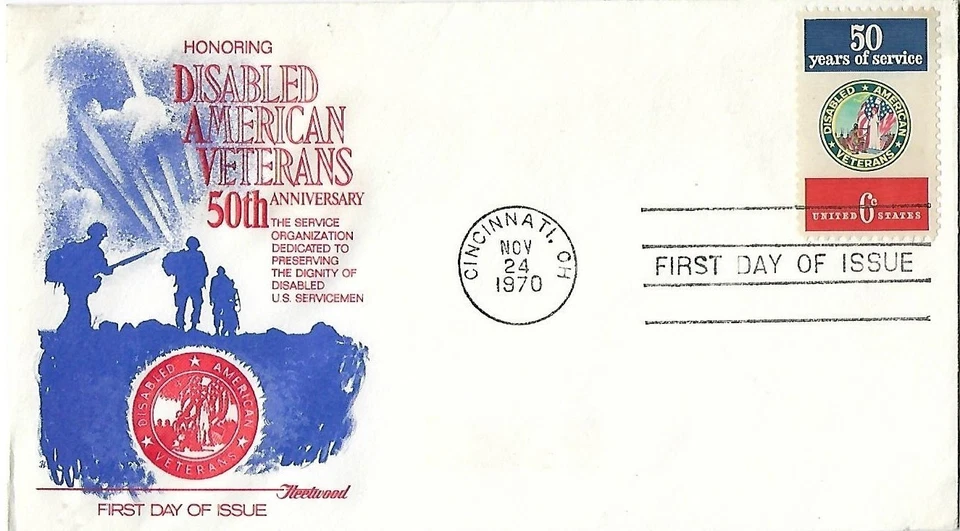 HONORING
DISABLED
AMERICAN
VETERANS
50th ANNIVERSARY
THE SERVICE
ORGANIZATION
DEDICATED TO
PRESERVING
THE DIGNITY OF
DISABLED
U.S. SERVICEMEN
DISABLED ★ AMERICAN ★ VETERANS ★
Fleetwood
FIRST DAY OF ISSUE
CINCINNATI, OH
NOV
24
1970
50
years of service
DISABLED ★ AMERICAN ★ VETERANS ★
UNITED 6c STATES
FIRST DAY OF ISSUE